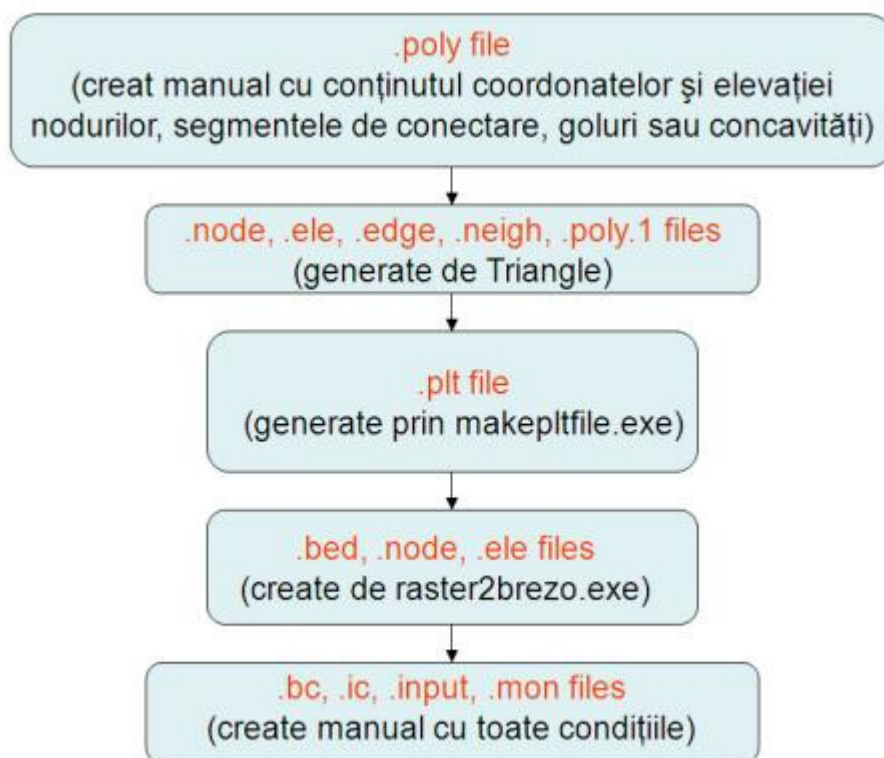 .poly file
(creat manual cu conținutul coordonatelor şi elevației
nodurilor, segmentele de conectare, goluri sau concavități)
.node, .ele, .edge, .neigh, .poly.1 files
(generate de Triangle)
.plt file
(generate prin makepltfile.exe)
.bed, .node, .ele files
(create de raster2brezo.exe)
.bc, .ic, .input, .mon files
(create manual cu toate condițiile)